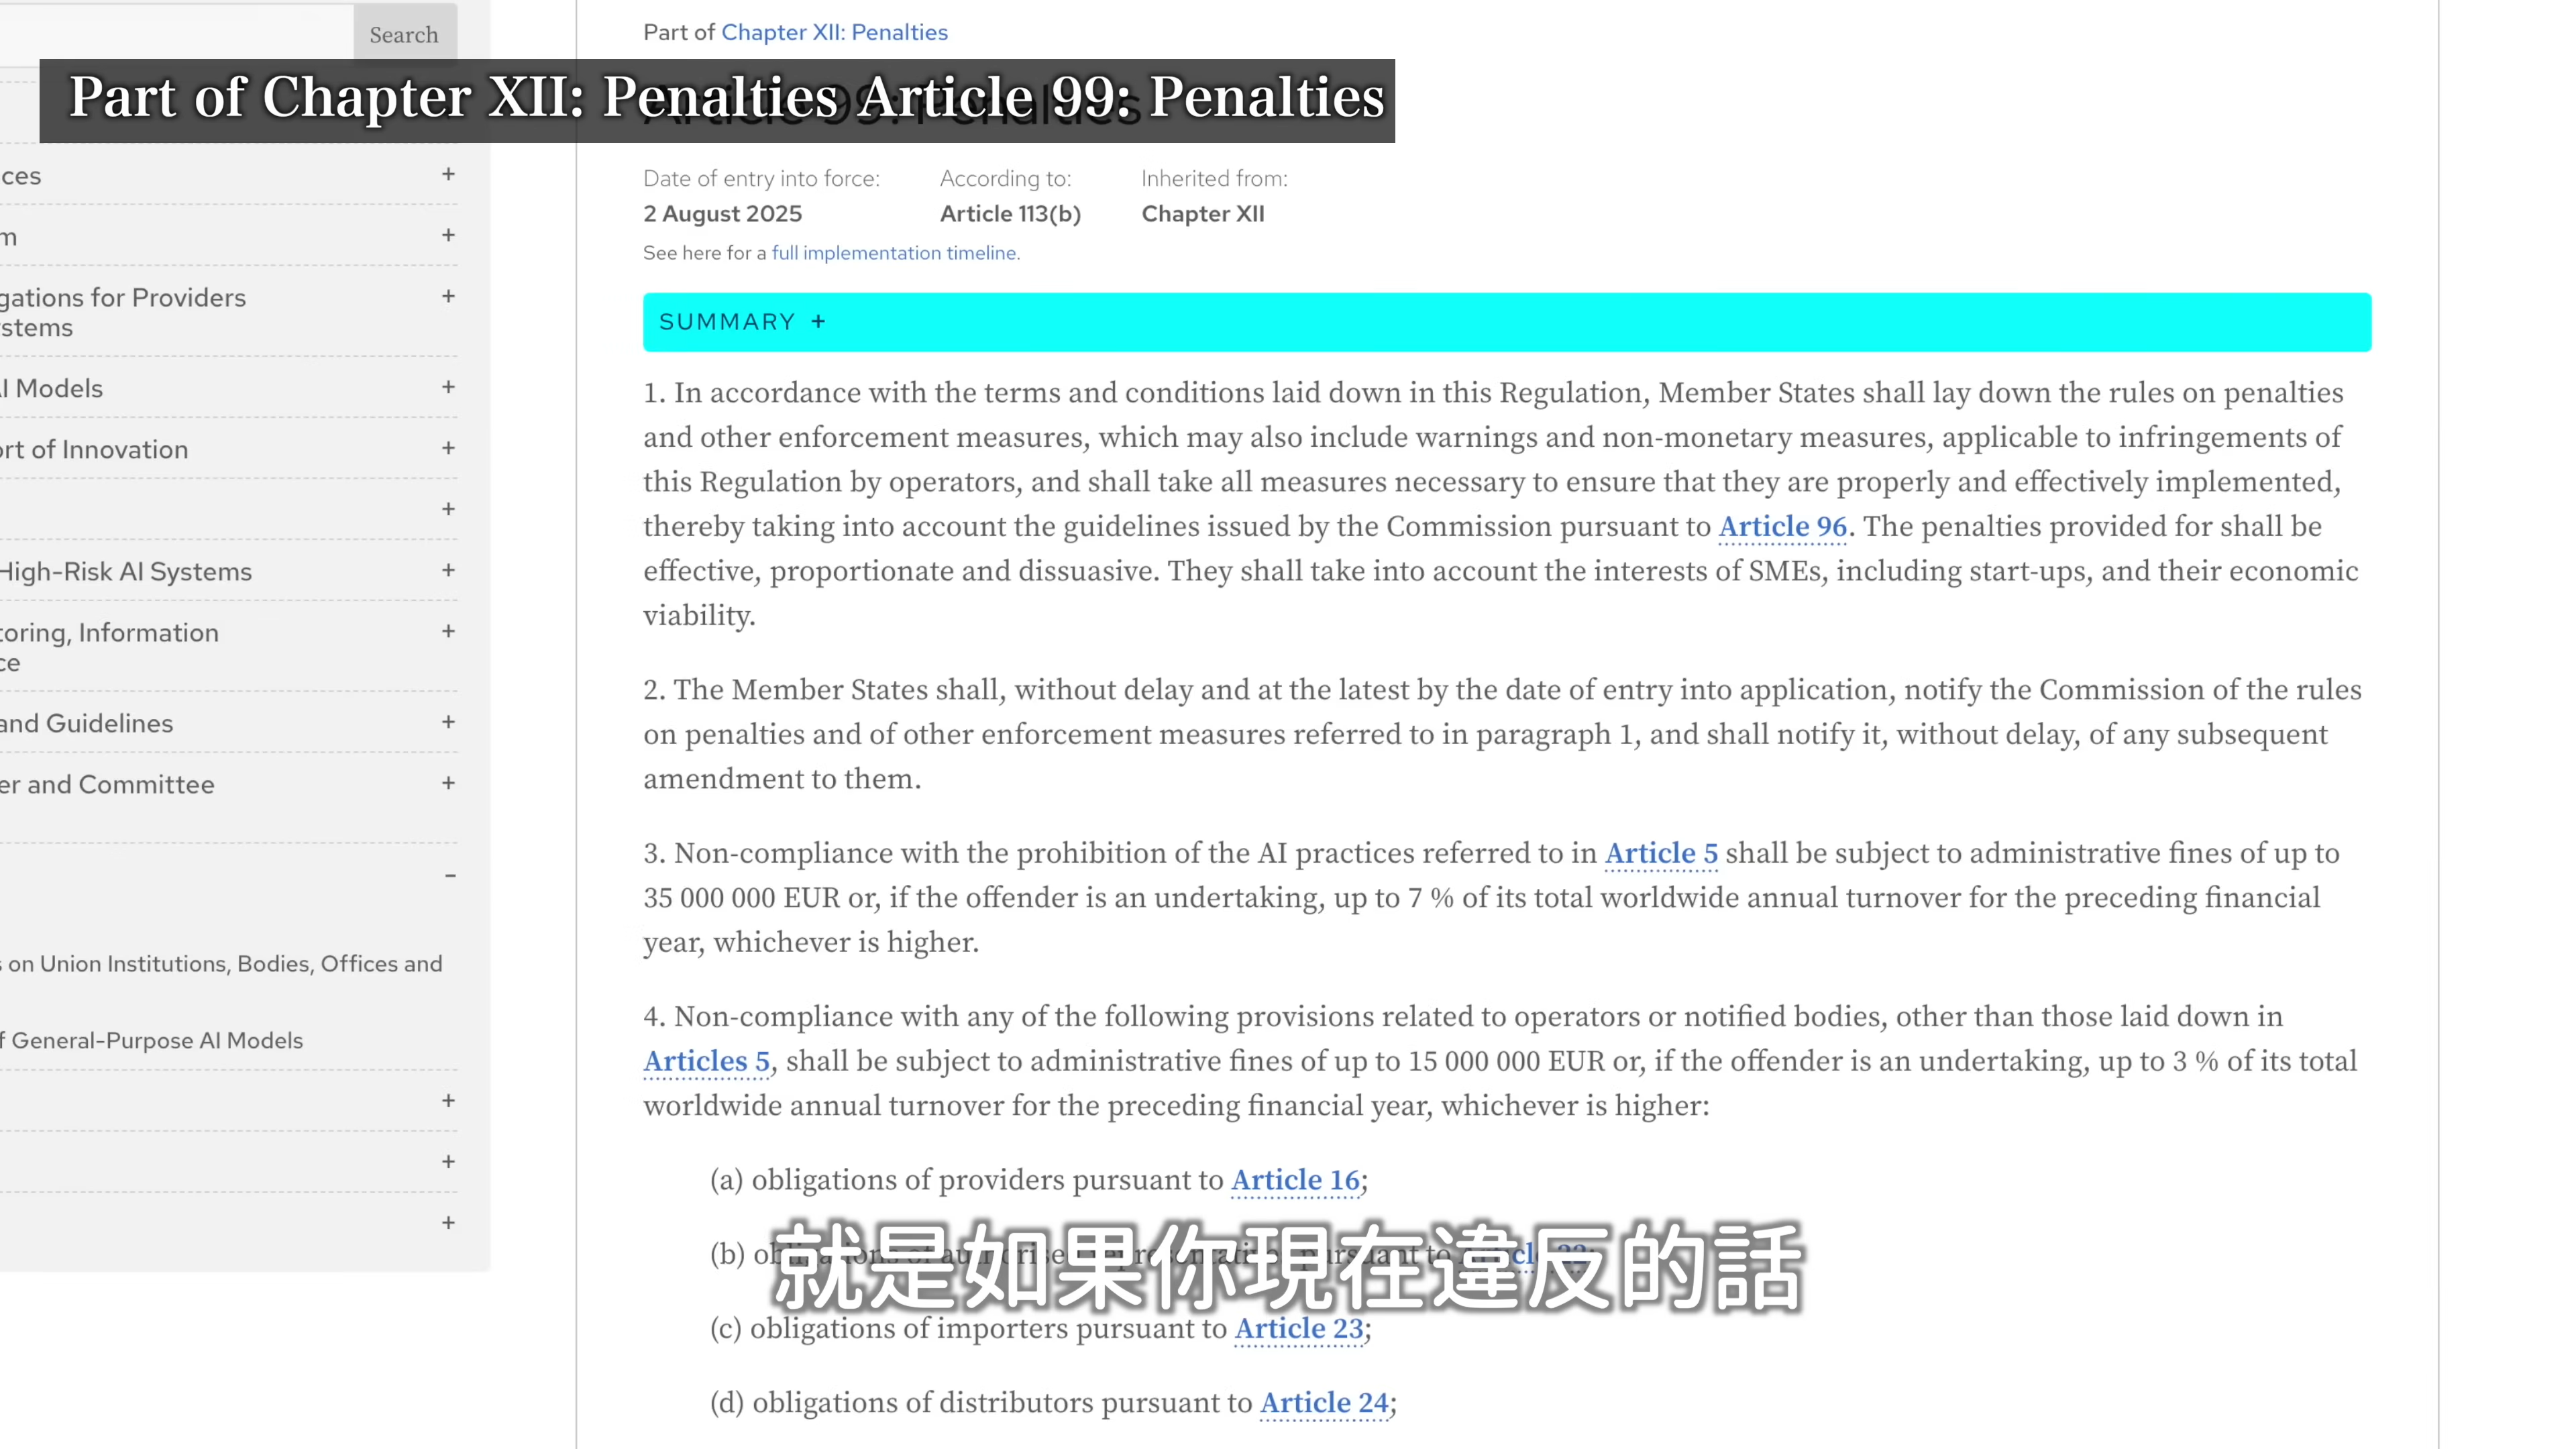 Search
Part of Chapter XII: Penalties
Part of Chapter XII: Penalties Article 99: Penalties
Date of entry into force:
2 August 2025
According to:
Article 113(b)
Inherited from:
Chapter XII
See here for a full implementation timeline.
SUMMARY +
ces +
m +
gations for Providers +
stems
AI Models +
ort of Innovation +
+
High-Risk AI Systems +
toring, Information +
ce
and Guidelines +
er and Committee +
–
s on Union Institutions, Bodies, Offices and
f General-Purpose AI Models
+
+
+
1. In accordance with the terms and conditions laid down in this Regulation, Member States shall lay down the rules on penalties
and other enforcement measures, which may also include warnings and non-monetary measures, applicable to infringements of
this Regulation by operators, and shall take all measures necessary to ensure that they are properly and effectively implemented,
thereby taking into account the guidelines issued by the Commission pursuant to Article 96. The penalties provided for shall be
effective, proportionate and dissuasive. They shall take into account the interests of SMEs, including start-ups, and their economic
viability.
2. The Member States shall, without delay and at the latest by the date of entry into application, notify the Commission of the rules
on penalties and of other enforcement measures referred to in paragraph 1, and shall notify it, without delay, of any subsequent
amendment to them.
3. Non-compliance with the prohibition of the AI practices referred to in Article 5 shall be subject to administrative fines of up to
35 000 000 EUR or, if the offender is an undertaking, up to 7 % of its total worldwide annual turnover for the preceding financial
year, whichever is higher.
4. Non-compliance with any of the following provisions related to operators or notified bodies, other than those laid down in
Articles 5, shall be subject to administrative fines of up to 15 000 000 EUR or, if the offender is an undertaking, up to 3 % of its total
worldwide annual turnover for the preceding financial year, whichever is higher:
(a) obligations of providers pursuant to Article 16;
(b)
就是如果你現在違反的話
(c) obligations of importers pursuant to Article 23;
(d) obligations of distributors pursuant to Article 24;